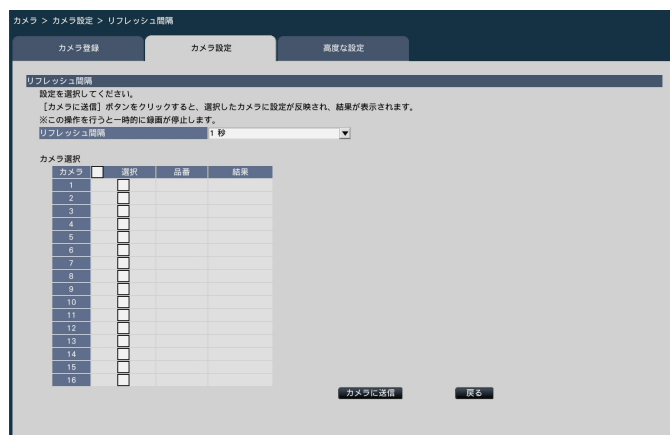 カメラ > カメラ設定 > リフレッシュ間隔
カメラ登録 カメラ設定 高度な設定
リフレッシュ間隔
設定を選択してください。
［カメラに送信］ボタンをクリックすると、選択したカメラに設定が反映され、結果が表示されます。
※この操作を行うと一時的に録画が停止します。
リフレッシュ間隔 1 秒
カメラ選択
カメラ 選択 品番 結果
1
2
3
4
5
6
7
8
9
10
11
12
13
14
15
16
カメラに送信 戻る